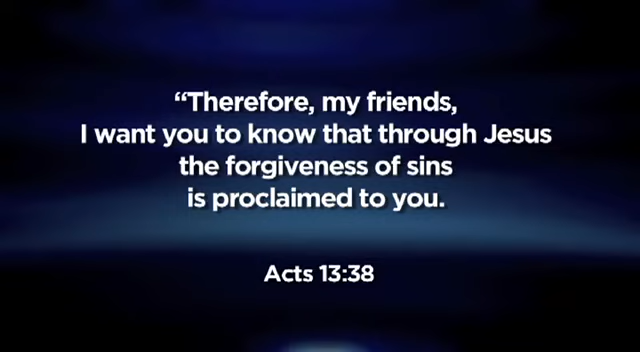 “Therefore, my friends,
I want you to know that through Jesus
the forgiveness of sins
is proclaimed to you.
Acts 13:38